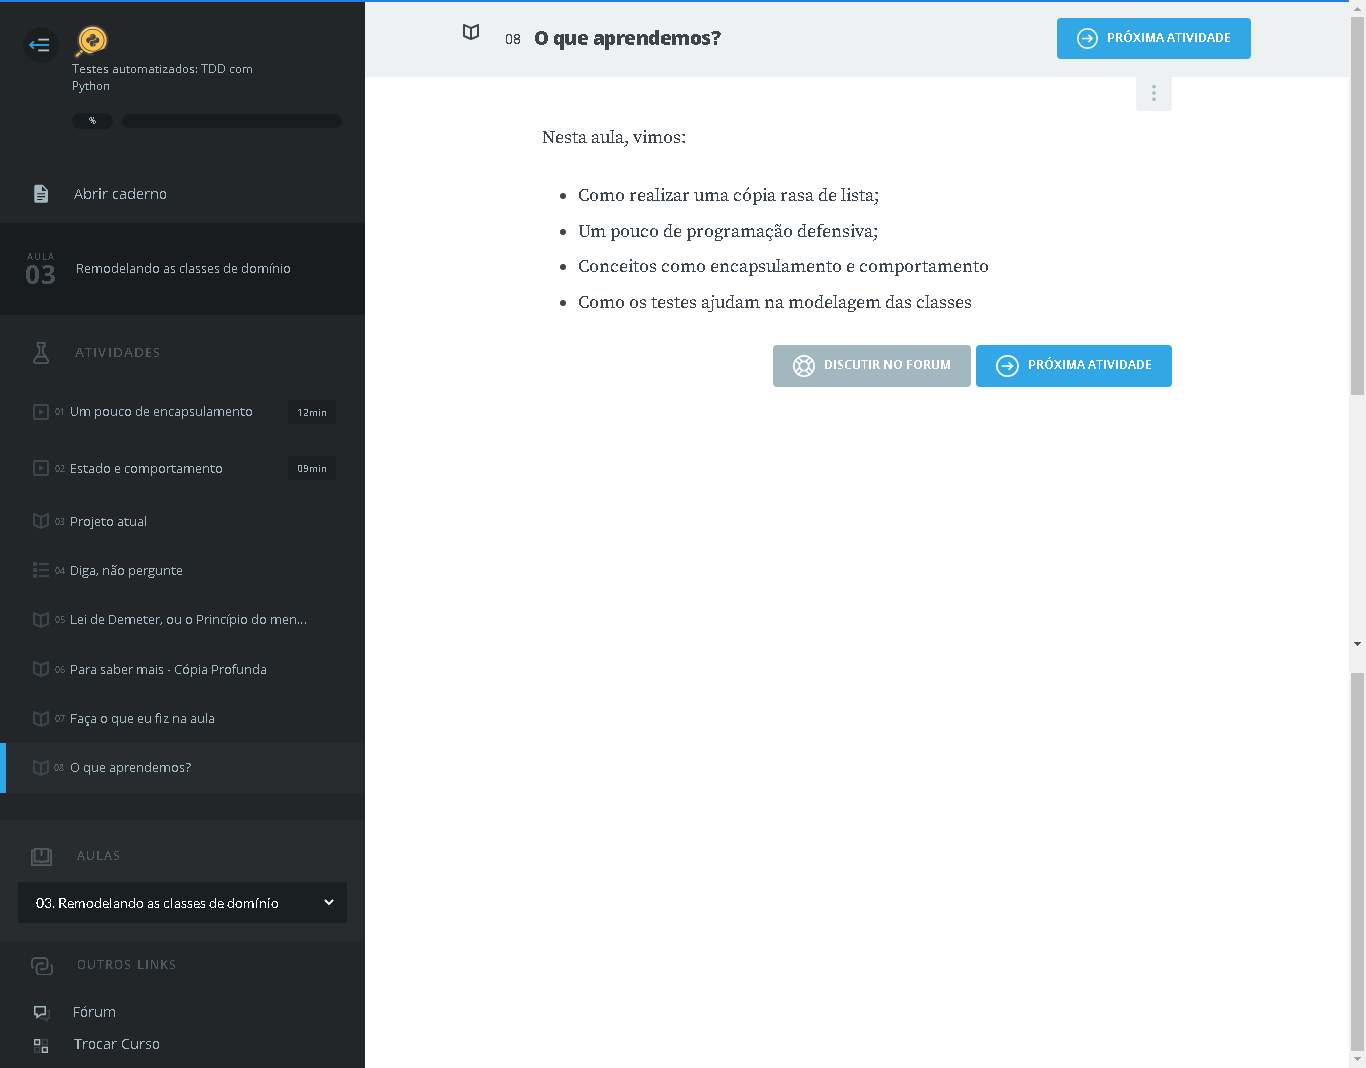 Testes automatizados: TDD com
Python
%
Abrir caderno
AULA
03
Remodelando as classes de domínio
ATIVIDADES
01 Um pouco de encapsulamento 12min
02 Estado e comportamento 09min
03 Projeto atual
04 Diga, não pergunte
05 Lei de Demeter, ou o Princípio do men...
06 Para saber mais - Cópia Profunda
07 Faça o que eu fiz na aula
08 O que aprendemos?
AULAS
03. Remodelando as classes de domínio
OUTROS LINKS
Fórum
Trocar Curso
08 O que aprendemos?
PRÓXIMA ATIVIDADE
Nesta aula, vimos:
• Como realizar uma cópia rasa de lista;
• Um pouco de programação defensiva;
• Conceitos como encapsulamento e comportamento
• Como os testes ajudam na modelagem das classes
DISCUTIR NO FORUM
PRÓXIMA ATIVIDADE